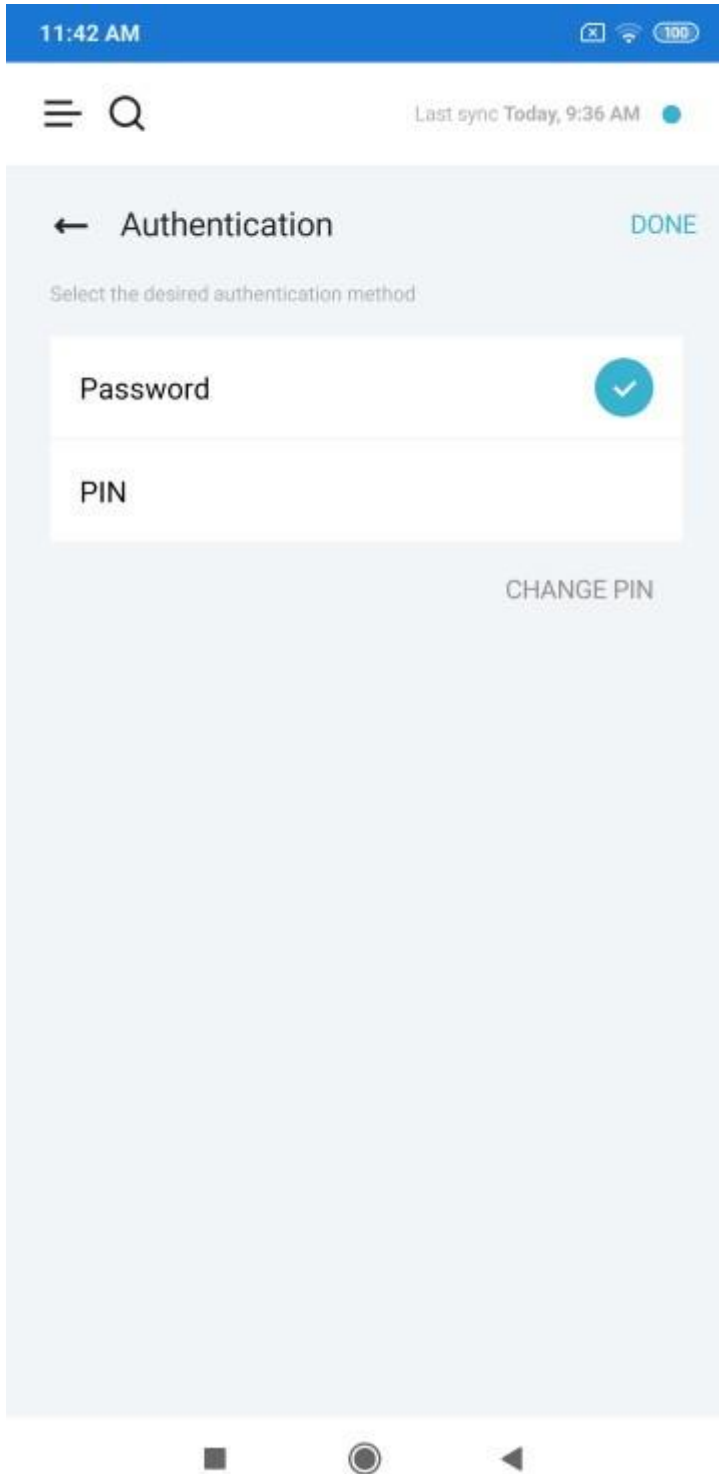 11:42 AM 100
Last sync Today, 9:36 AM
Authentication DONE
Select the desired authentication method
Password
PIN
CHANGE PIN